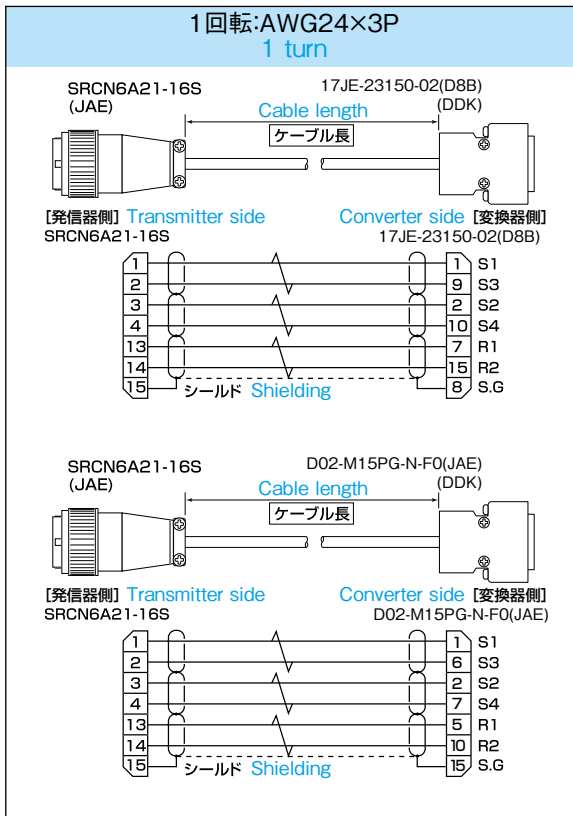 1回転:AWG24×3P
1 turn
SRCN6A21-16S
(JAE)
17JE-23150-02(D8B)
(DDK)
Cable length
ケーブル長
[発信器側] Transmitter side
Converter side [変換器側]
SRCN6A21-16S
17JE-23150-02(D8B)
1 1 S1
2 9 S3
3 2 S2
4 10 S4
13 7 R1
14 15 R2
15 シールド Shielding 8 S.G
SRCN6A21-16S
(JAE)
D02-M15PG-N-F0(JAE)
(DDK)
Cable length
ケーブル長
[発信器側] Transmitter side
Converter side [変換器側]
SRCN6A21-16S
D02-M15PG-N-F0(JAE)
1 1 S1
2 6 S3
3 2 S2
4 7 S4
13 5 R1
14 10 R2
15 シールド Shielding 15 S.G